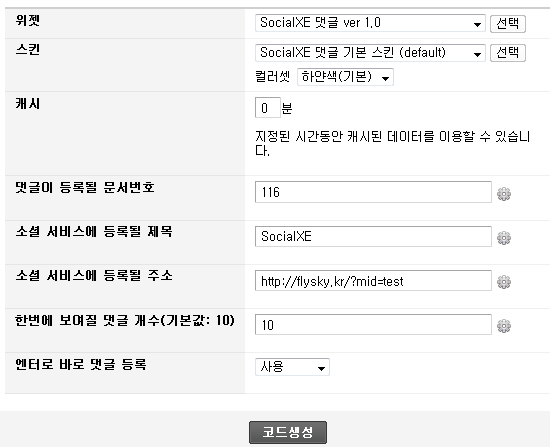 위젯
SocialXE 댓글 ver 1.0
선택
스킨
SocialXE 댓글 기본 스킨 (default)
선택
컬러셋 하얀색(기본)
캐시
0 분
지정된 시간동안 캐시된 데이터를 이용할 수 있습니
다.
댓글이 등록될 문서번호
116
소셜 서비스에 등록될 제목
SocialXE
소셜 서비스에 등록될 주소
http://flysky.kr/?mid=test
한번에 보여질 댓글 개수(기본값: 10)
10
엔터로 바로 댓글 등록
사용
코드생성